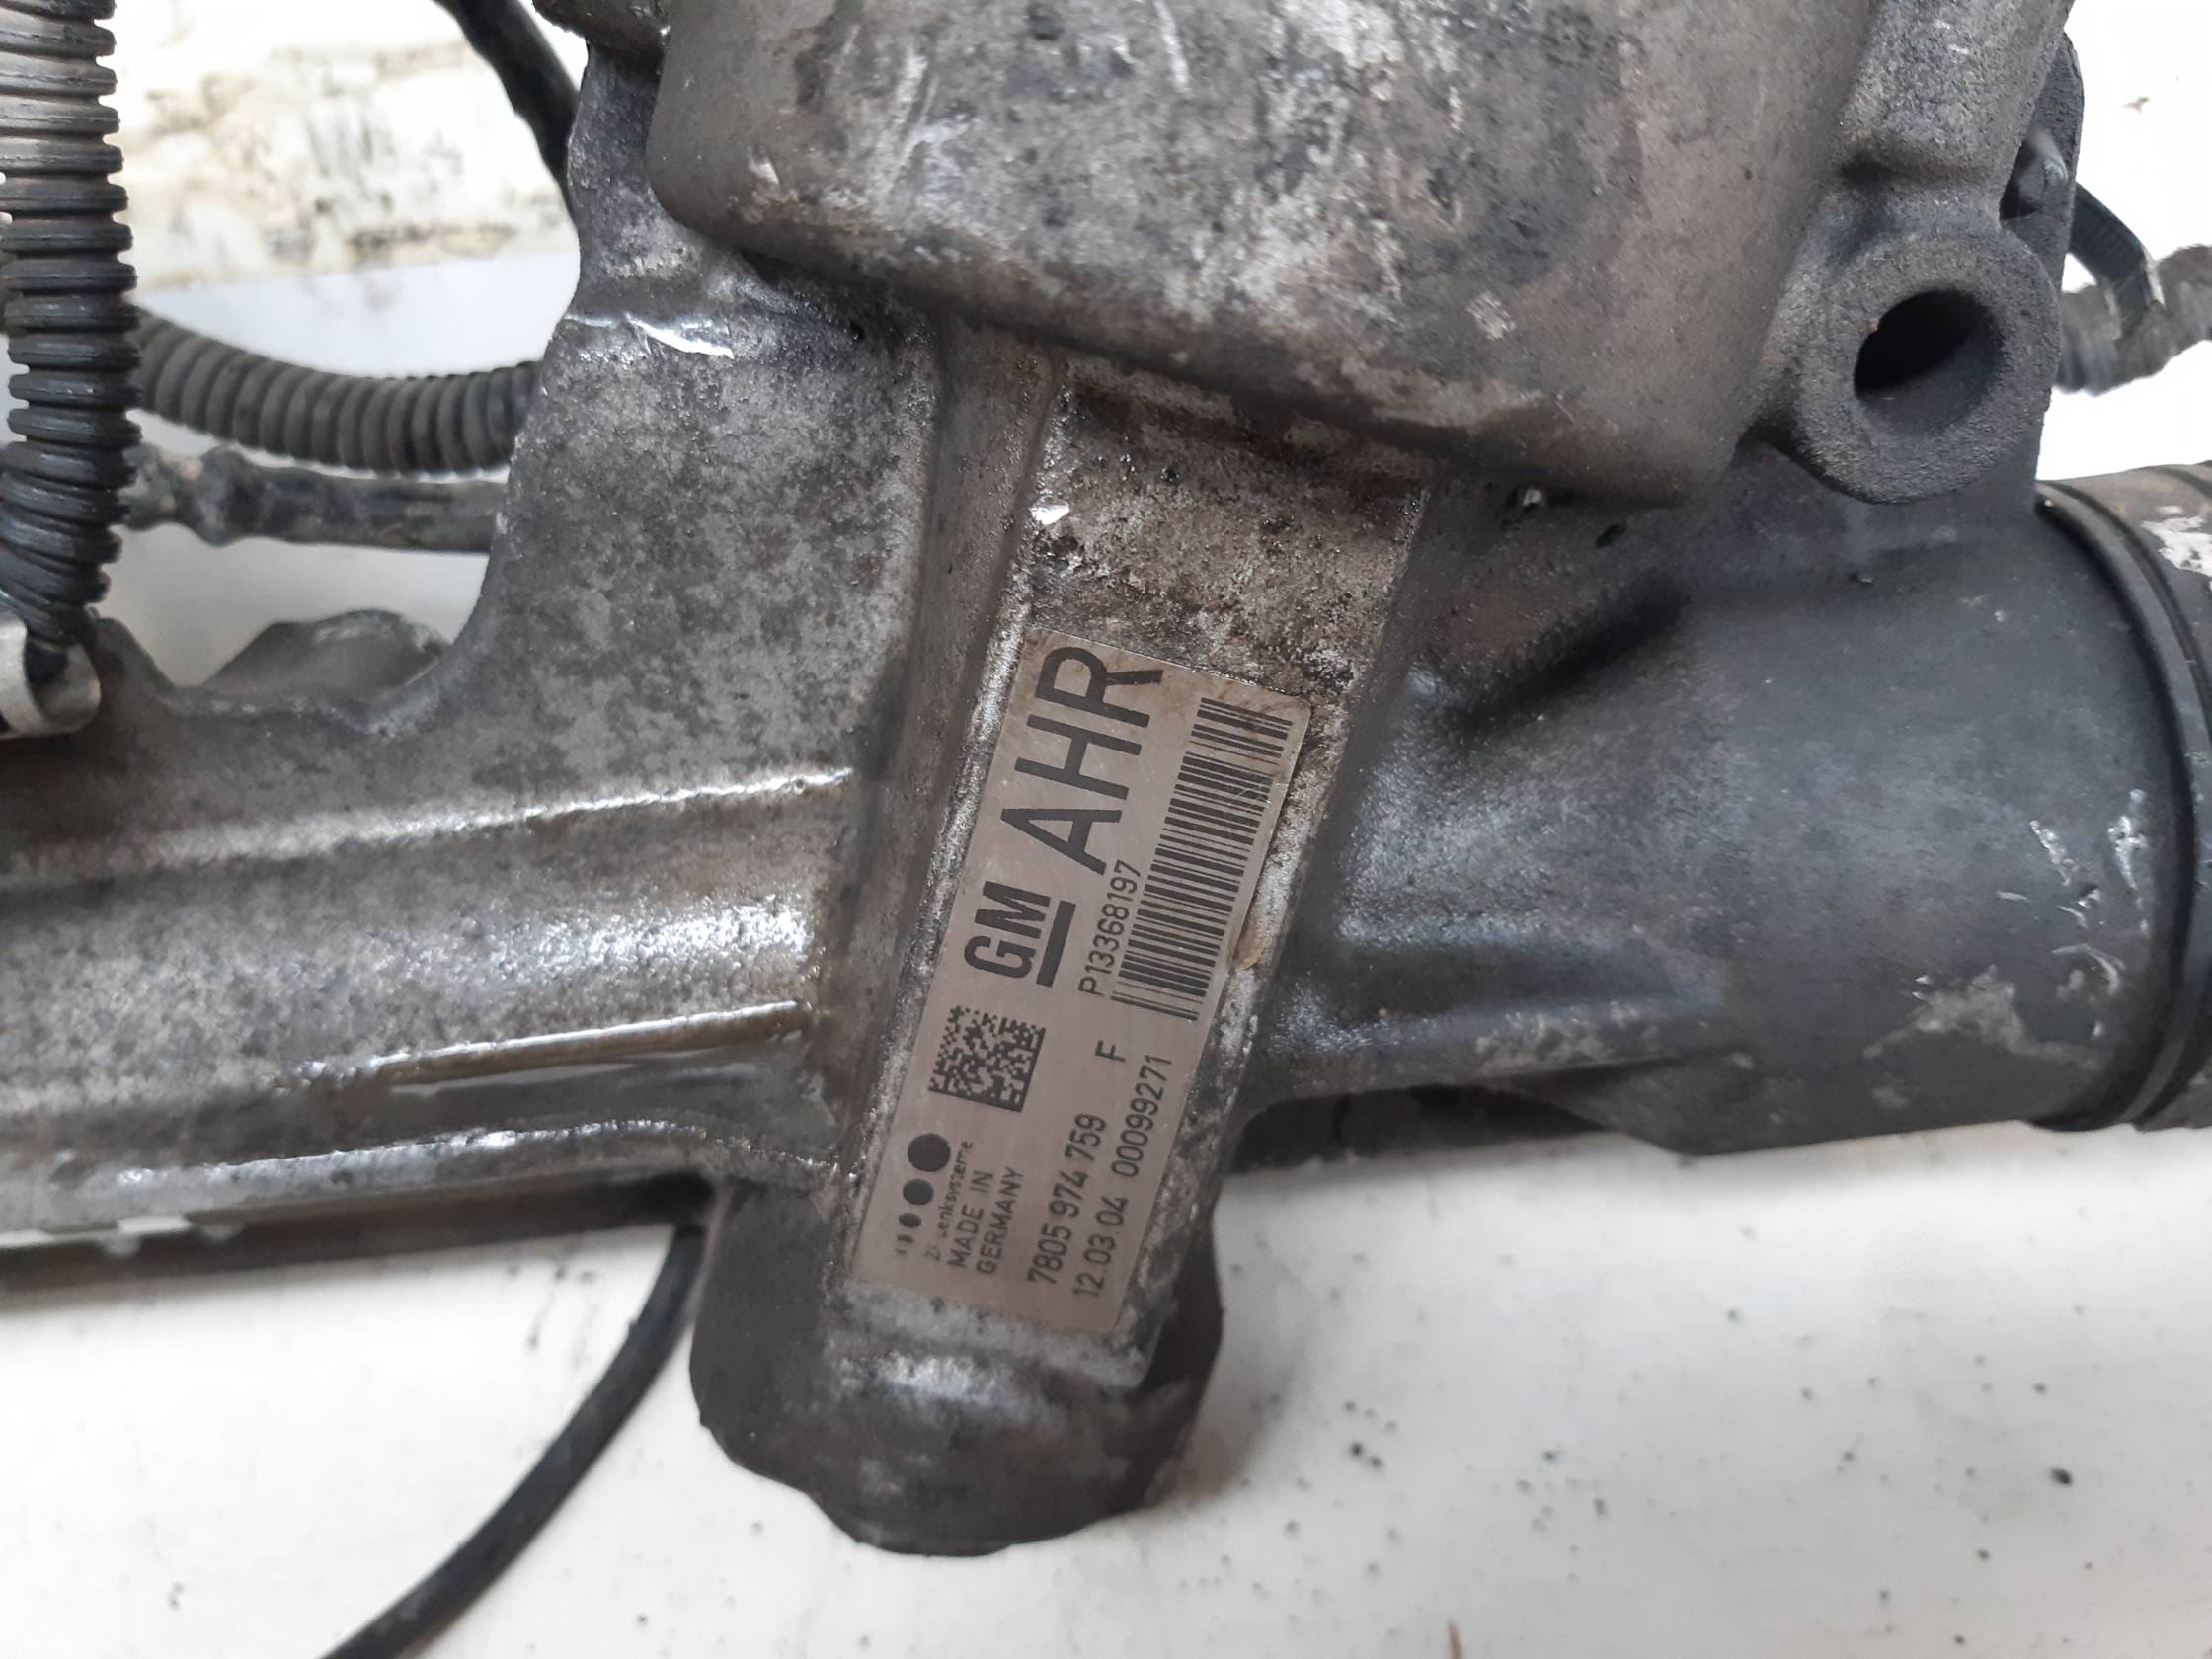 ZF Lenksysteme
MADE IN
GERMANY
GM AHR
7805 974 759 F P13368197
12.03.04 00099271